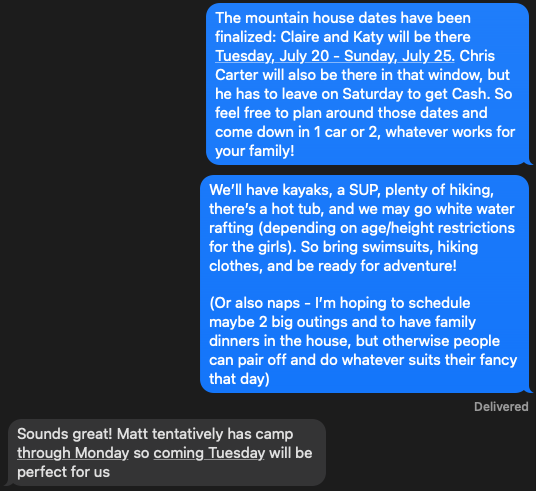 The mountain house dates have been
finalized: Claire and Katy will be there
Tuesday, July 20 - Sunday, July 25. Chris
Carter will also be there in that window, but
he has to leave on Saturday to get Cash. So
feel free to plan around those dates and
come down in 1 car or 2, whatever works for
your family!
We'll have kayaks, a SUP, plenty of hiking,
there's a hot tub, and we may go white water
rafting (depending on age/height restrictions
for the girls). So bring swimsuits, hiking
clothes, and be ready for adventure!
(Or also naps - I'm hoping to schedule
maybe 2 big outings and to have family
dinners in the house, but otherwise people
can pair off and do whatever suits their fancy
that day)
Delivered
Sounds great! Matt tentatively has camp
through Monday so coming Tuesday will be
perfect for us